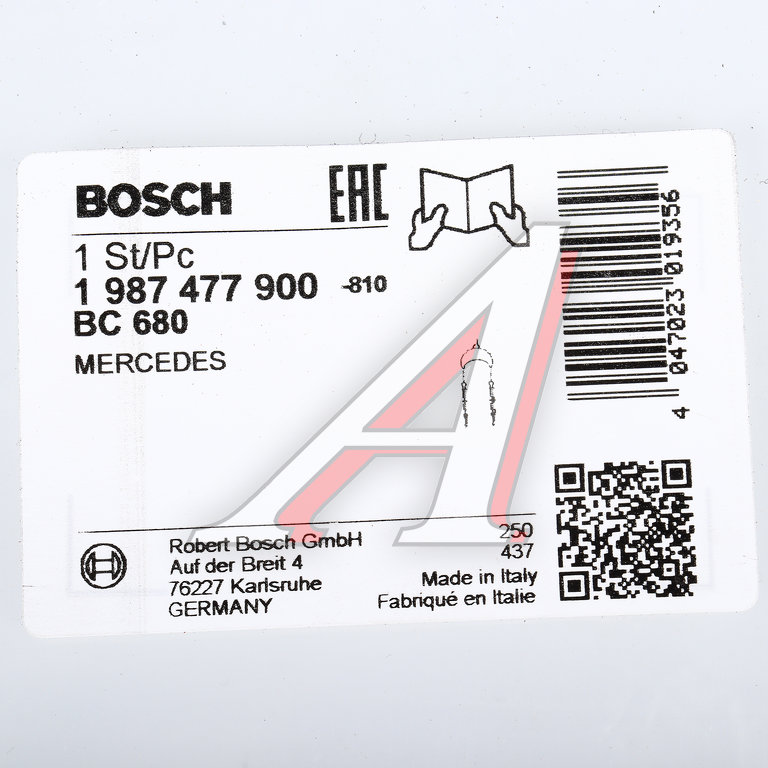 BOSCH
EAC
1 St/Pc
1 987 477 900 -810
BC 680
MERCEDES
4 047023 019356
Robert Bosch GmbH
Auf der Breit 4
76227 Karlsruhe
GERMANY
250
437
Made in Italy
Fabriqué en Italie